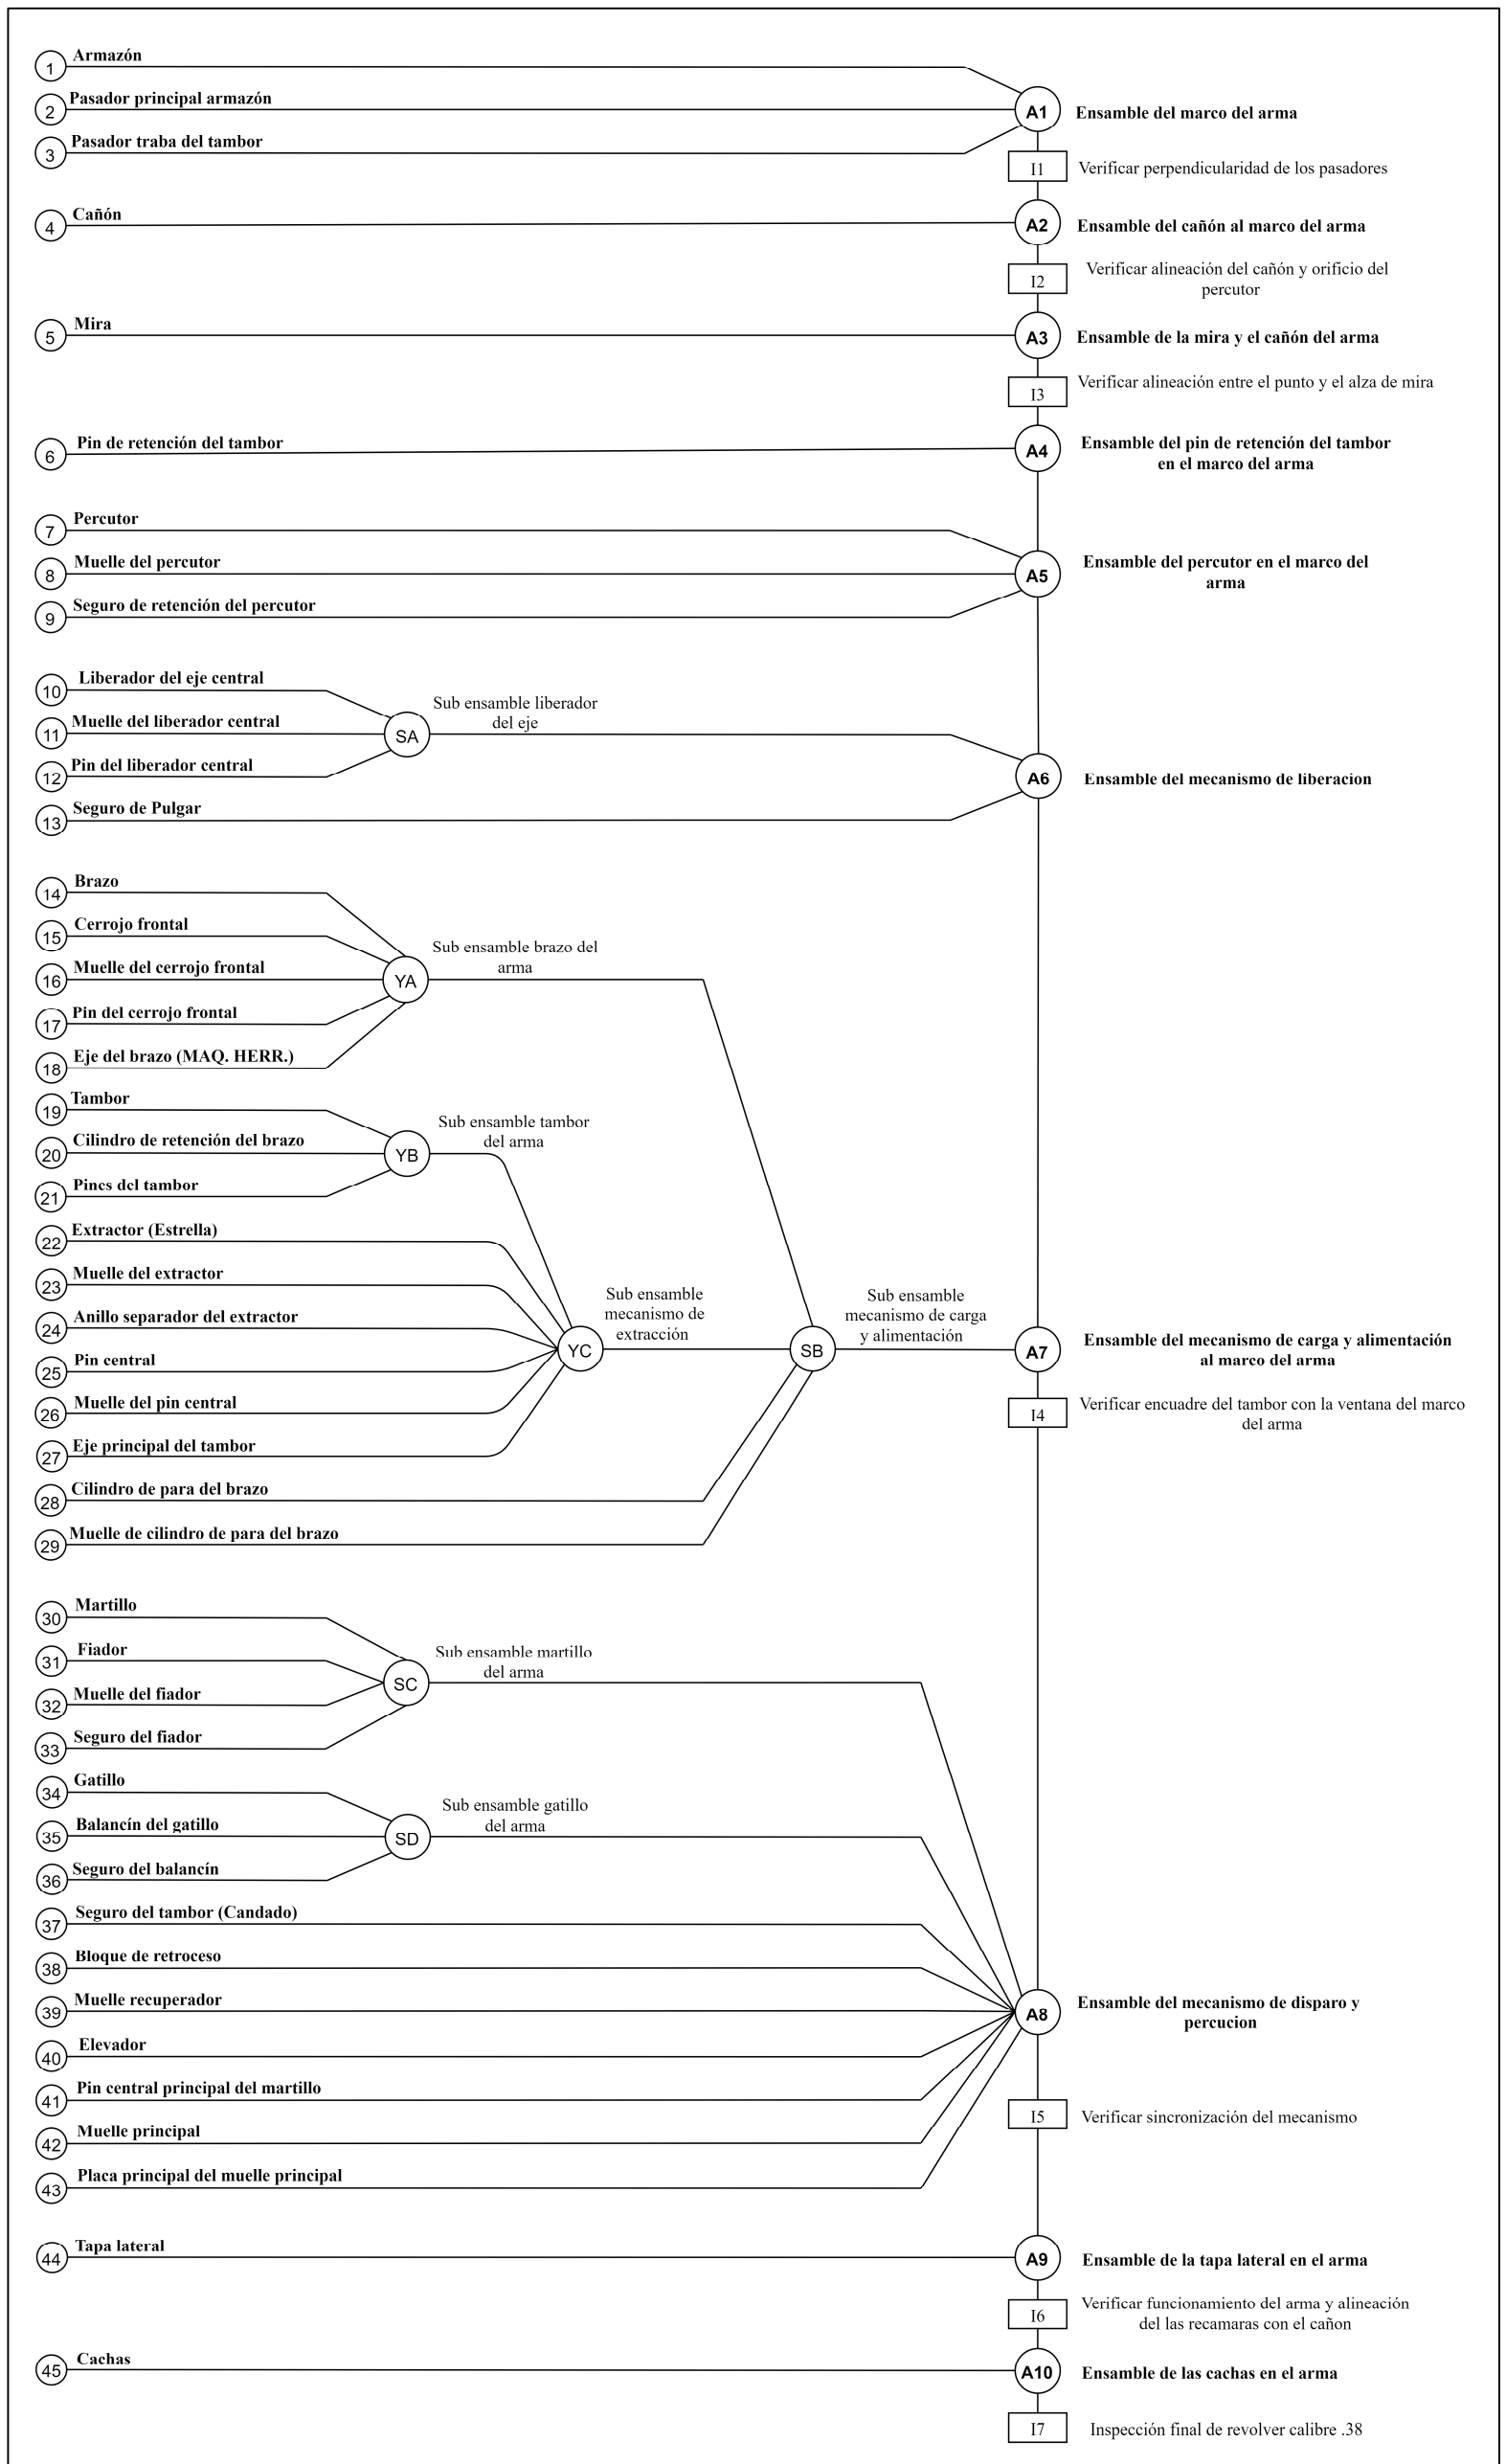 1 Armazón
2 Pasador principal armazón
3 Pasador traba del tambor
A1 Ensamble del marco del arma
I1 Verificar perpendicularidad de los pasadores
4 Cañón
A2 Ensamble del cañón al marco del arma
I2 Verificar alineación del cañón y orificio del
percutor
5 Mira
A3 Ensamble de la mira y el cañón del arma
I3 Verificar alineación entre el punto y el alza de mira
6 Pin de retención del tambor
A4 Ensamble del pin de retención del tambor
en el marco del arma
7 Percutor
8 Muelle del percutor
9 Seguro de retención del percutor
A5 Ensamble del percutor en el marco del
arma
10 Liberador del eje central
11 Muelle del liberador central
12 Pin del liberador central
SA Sub ensamble liberador
del eje
13 Seguro de Pulgar
A6 Ensamble del mecanismo de liberacion
14 Brazo
15 Cerrojo frontal
16 Muelle del cerrojo frontal
17 Pin del cerrojo frontal
18 Eje del brazo (MAQ. HERR.)
YA Sub ensamble brazo del
arma
19 Tambor
20 Cilindro de retención del brazo
21 Pines del tambor
YB Sub ensamble tambor
del arma
22 Extractor (Estrella)
23 Muelle del extractor
24 Anillo separador del extractor
25 Pin central
26 Muelle del pin central
27 Eje principal del tambor
YC Sub ensamble
mecanismo de
extracción
28 Cilindro de para del brazo
29 Muelle de cilindro de para del brazo
SB Sub ensamble
mecanismo de carga
y alimentación
A7 Ensamble del mecanismo de carga y alimentación
al marco del arma
I4 Verificar encuadre del tambor con la ventana del marco
del arma
30 Martillo
31 Fiador
32 Muelle del fiador
33 Seguro del fiador
SC Sub ensamble martillo
del arma
34 Gatillo
35 Balancín del gatillo
36 Seguro del balancín
SD Sub ensamble gatillo
del arma
37 Seguro del tambor (Candado)
38 Bloque de retroceso
39 Muelle recuperador
40 Elevador
41 Pin central principal del martillo
42 Muelle principal
43 Placa principal del muelle principal
A8 Ensamble del mecanismo de disparo y
percucion
I5 Verificar sincronización del mecanismo
44 Tapa lateral
A9 Ensamble de la tapa lateral en el arma
I6 Verificar funcionamiento del arma y alineación
del las recamaras con el cañon
45 Cachas
A10 Ensamble de las cachas en el arma
I7 Inspección final de revolver calibre .38